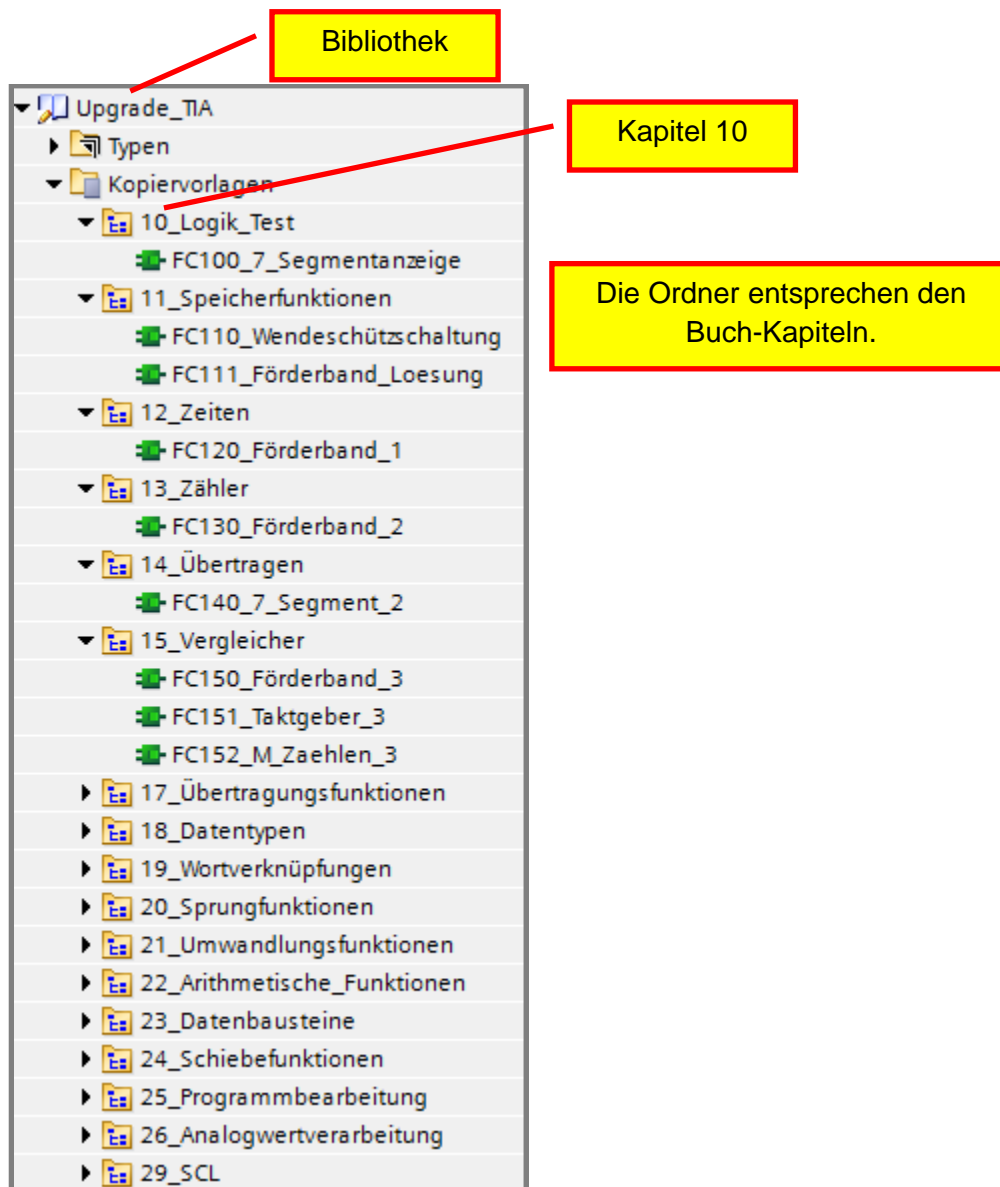 Bibliothek
Upgrade_TIA
Kapitel 10
Typen
Kopiervorlagen
10_Logik_Test
FC100_7_Segmentanzeige
Die Ordner entsprechen den
Buch-Kapiteln.
11_Speicherfunktionen
FC110_Wendeschützschaltung
FC111_Förderband_Loesung
12_Zeiten
FC120_Förderband_1
13_Zähler
FC130_Förderband_2
14_Übertragen
FC140_7_Segment_2
15_Vergleicher
FC150_Förderband_3
FC151_Taktgeber_3
FC152_M_Zaehlen_3
17_Übertragungsfunktionen
18_Datentypen
19_Wortverknüpfungen
20_Sprungfunktionen
21_Umwandlungsfunktionen
22_Arithmetische_Funktionen
23_Datenbausteine
24_Schiebefunktionen
25_Programmbearbeitung
26_Analogwertverarbeitung
29_SCL